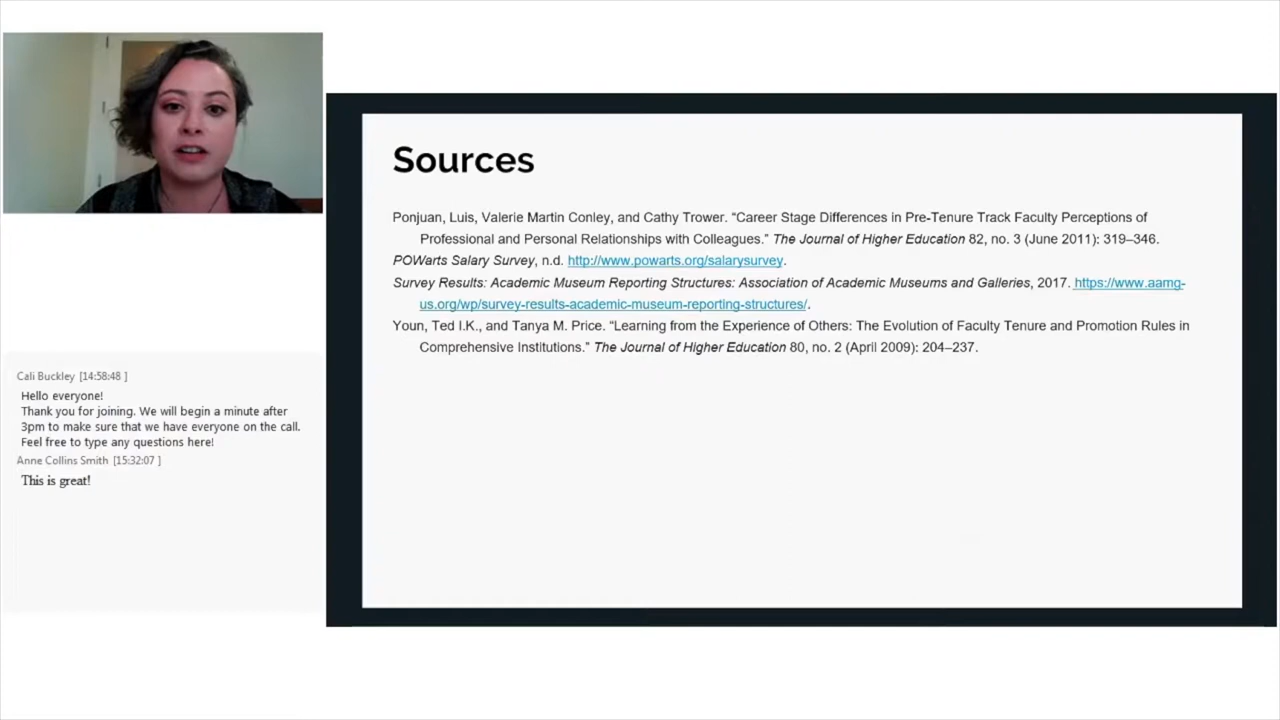 Sources
Ponjuan, Luis, Valerie Martin Conley, and Cathy Trower. “Career Stage Differences in Pre-Tenure Track Faculty Perceptions of
Professional and Personal Relationships with Colleagues.” The Journal of Higher Education 82, no. 3 (June 2011): 319–346.
POWarts Salary Survey, n.d. http://www.powarts.org/salarysurvey.
Survey Results: Academic Museum Reporting Structures: Association of Academic Museums and Galleries, 2017. https://www.aamg-
us.org/wp/survey-results-academic-museum-reporting-structures/.
Youn, Ted I.K., and Tanya M. Price. “Learning from the Experience of Others: The Evolution of Faculty Tenure and Promotion Rules in
Comprehensive Institutions.” The Journal of Higher Education 80, no. 2 (April 2009): 204–237.
Cali Buckley [14:58:48 ]
Hello everyone!
Thank you for joining. We will begin a minute after
3pm to make sure that we have everyone on the call.
Feel free to type any questions here!
Anne Collins Smith [15:32:07 ]
This is great!